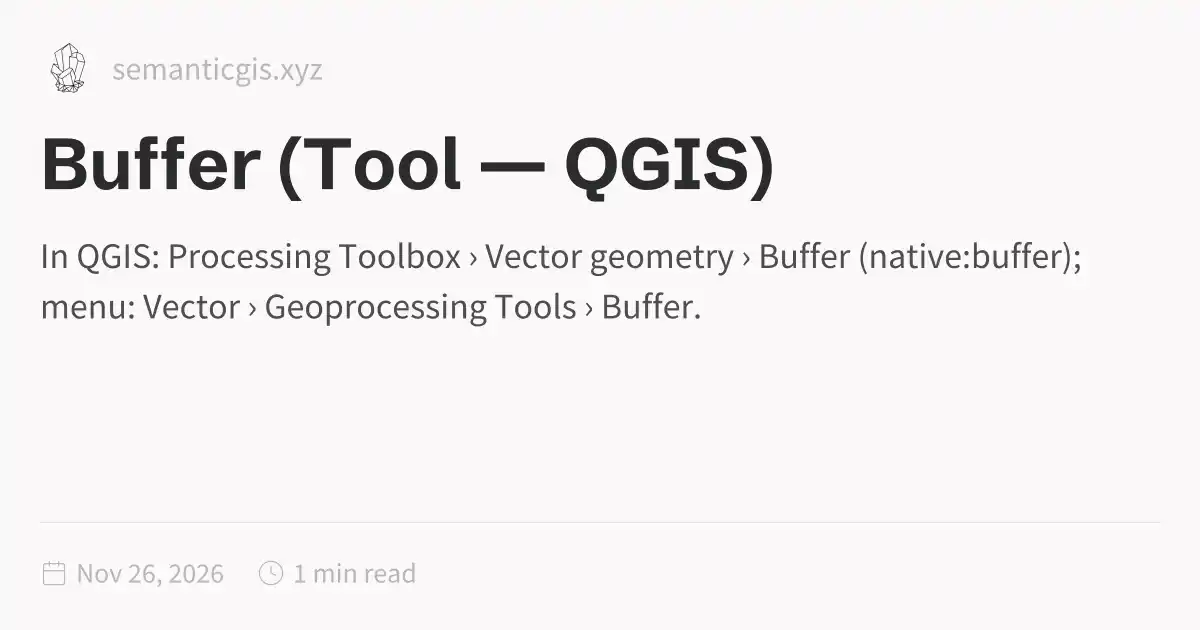 semanticgis.xyz
Buffer (Tool — QGIS)
In QGIS: Processing Toolbox › Vector geometry › Buffer (native:buffer);
menu: Vector › Geoprocessing Tools › Buffer.
Nov 26, 2026 1 min read